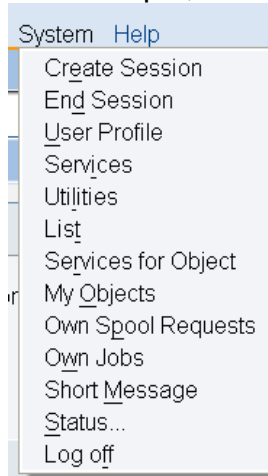 System Help
Create Session
End Session
User Profile
Services
Utilities
List
Services for Object
My Objects
Own Spool Requests
Own Jobs
Short Message
Status...
Log off